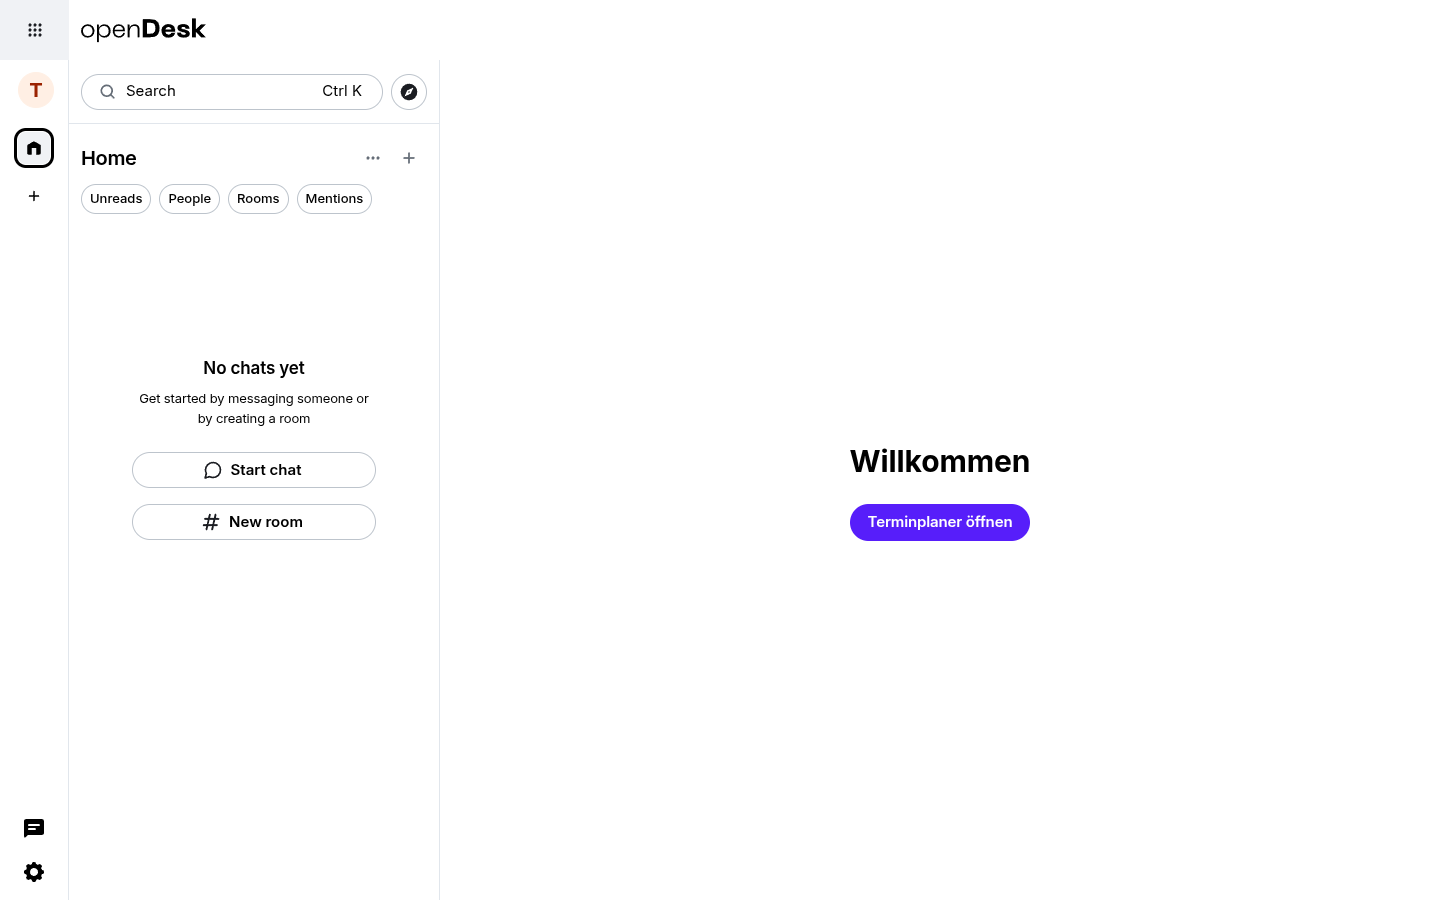 openDesk
T
Search Ctrl K
Home
Unreads People Rooms Mentions
No chats yet
Get started by messaging someone or
by creating a room
Start chat
New room
Willkommen
Terminplaner öffnen